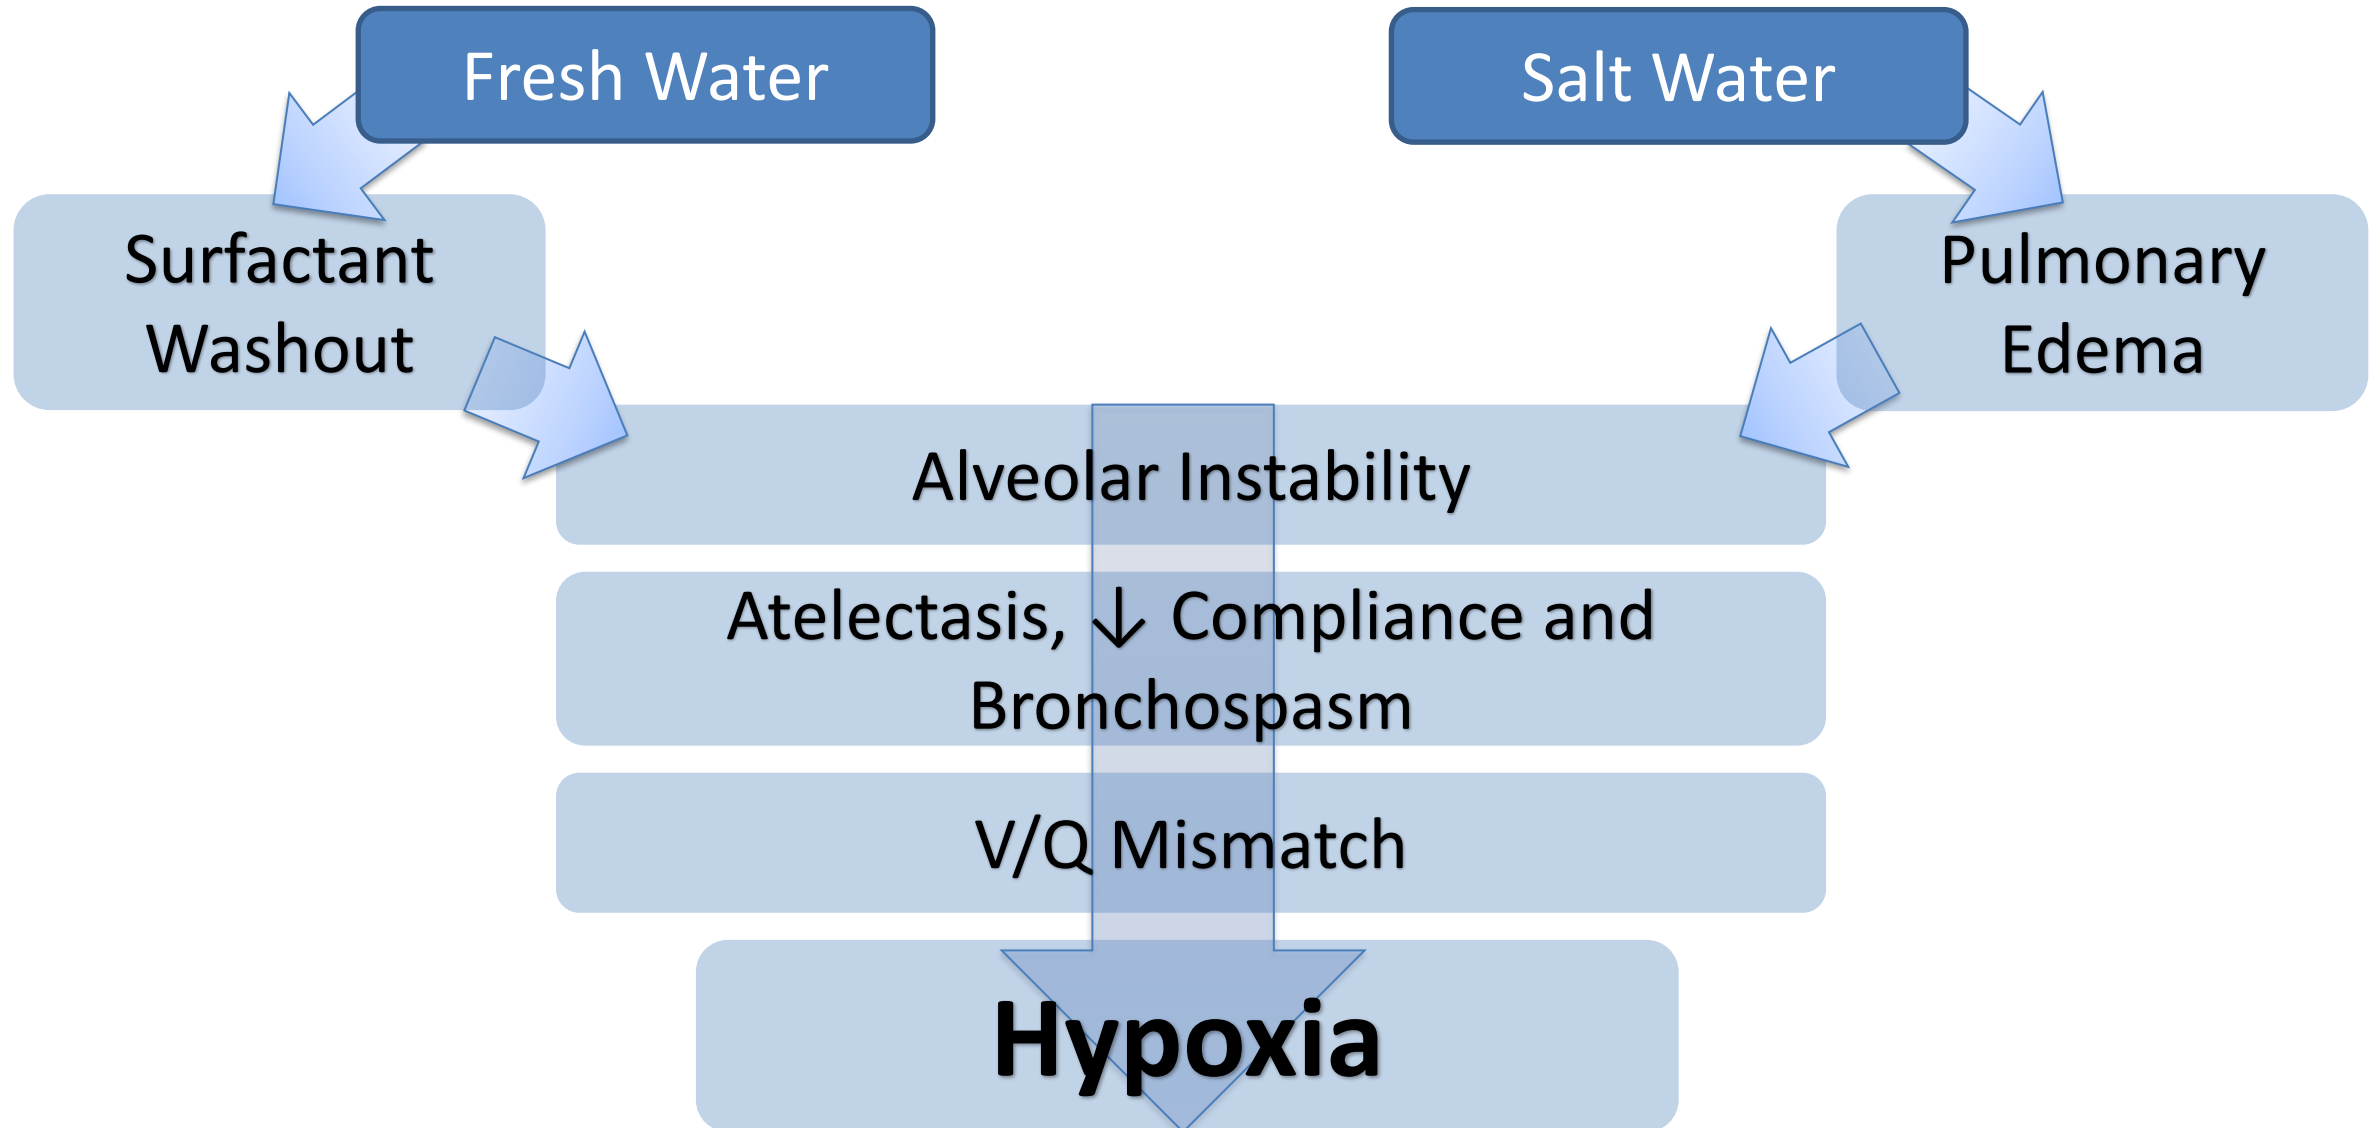 Fresh Water
Salt Water
Surfactant
Washout
Pulmonary
Edema
Alveolar Instability
Atelectasis, ↓ Compliance and
Bronchospasm
V/Q Mismatch
Hypoxia